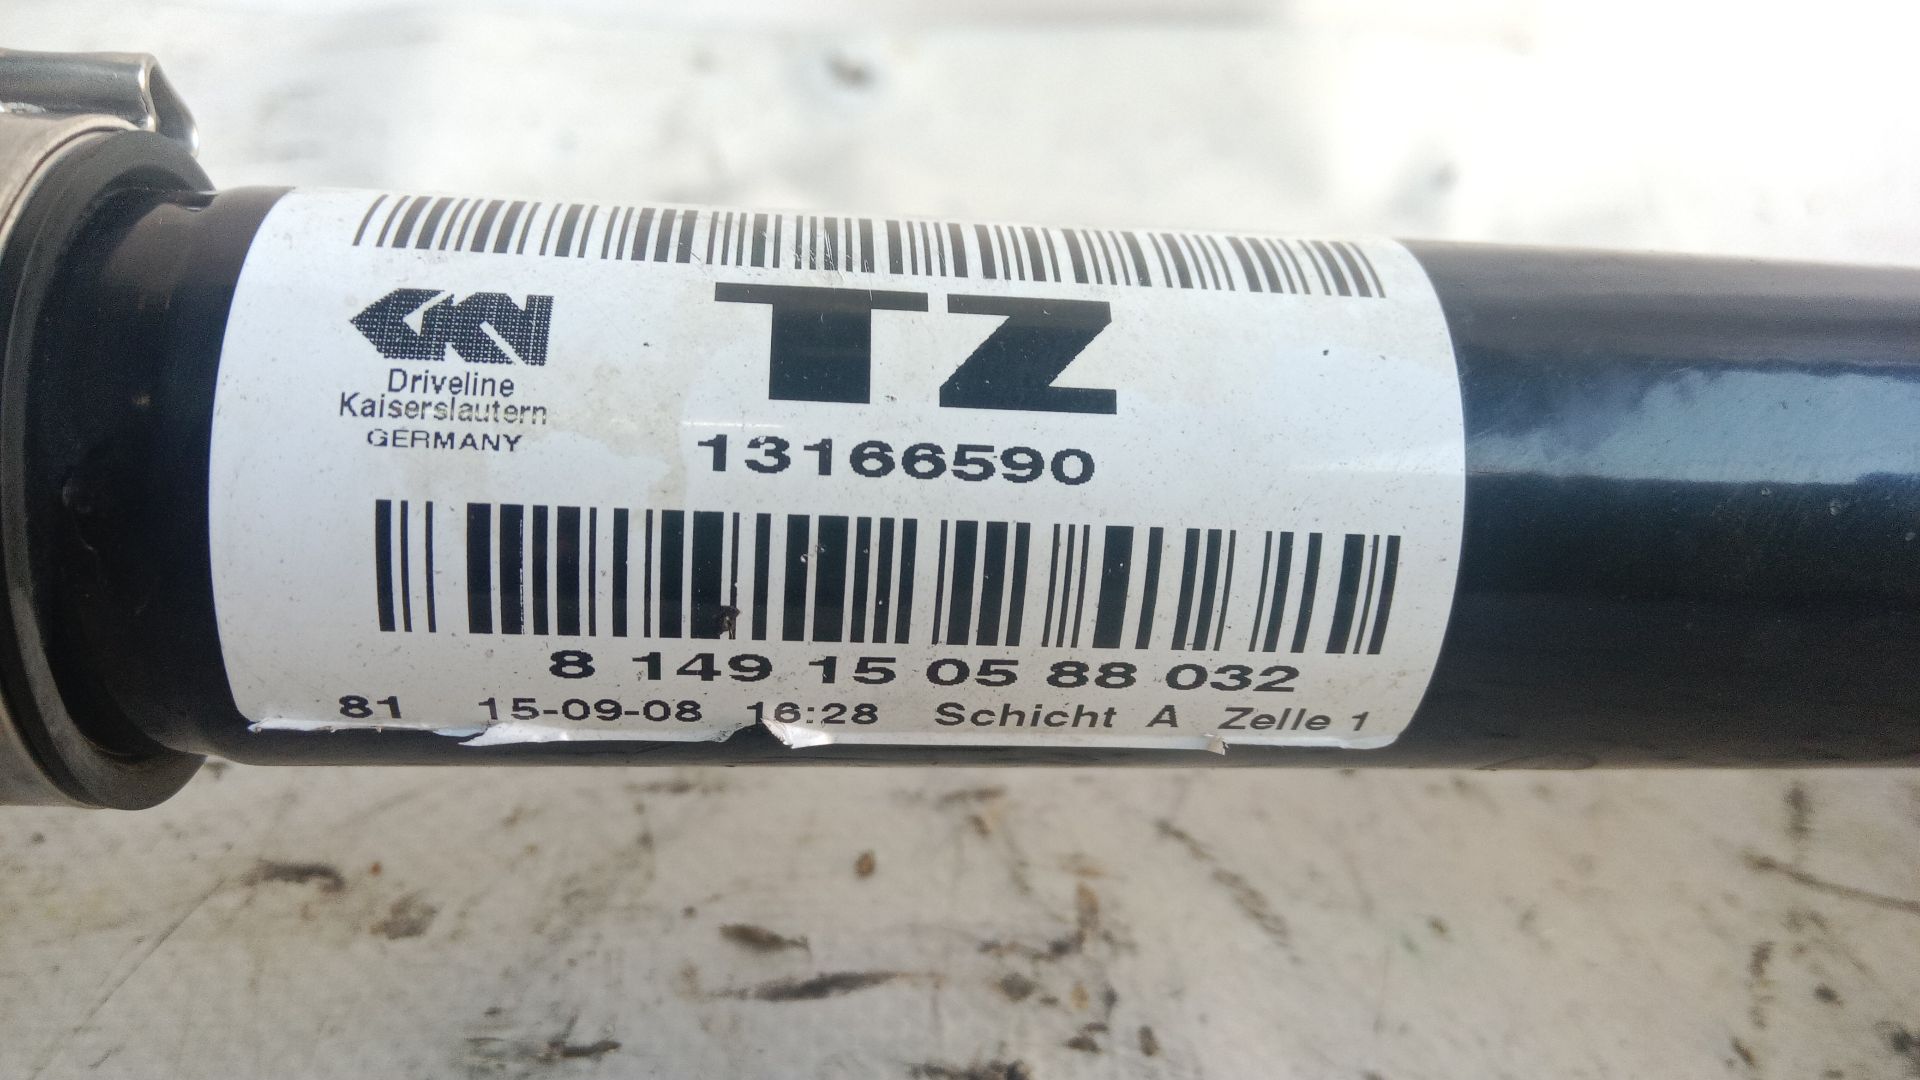 GKN
TZ
Driveline
Kaiserslautern
GERMANY
13166590
8 149 15 05 88 032
81 15-09-08 16:28 Schicht A Zelle 1